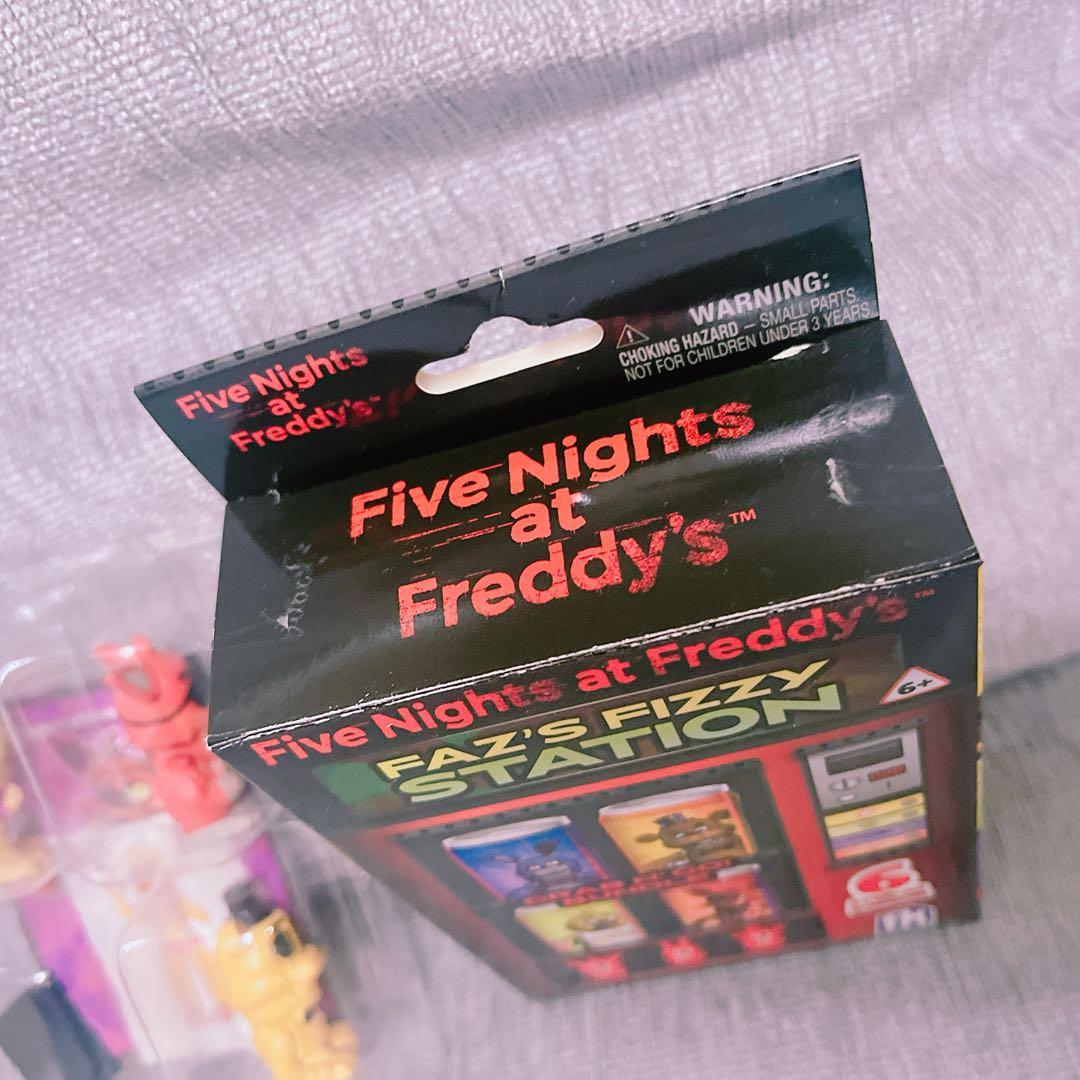 Five Nights
at
Freddy's™
WARNING:
CHOKING HAZARD – SMALL PARTS.
NOT FOR CHILDREN UNDER 3 YEARS.
Five Nights
at
Freddy's™
Five Nights at Freddy's™
FAZ'S FIZZY
STATION
6+